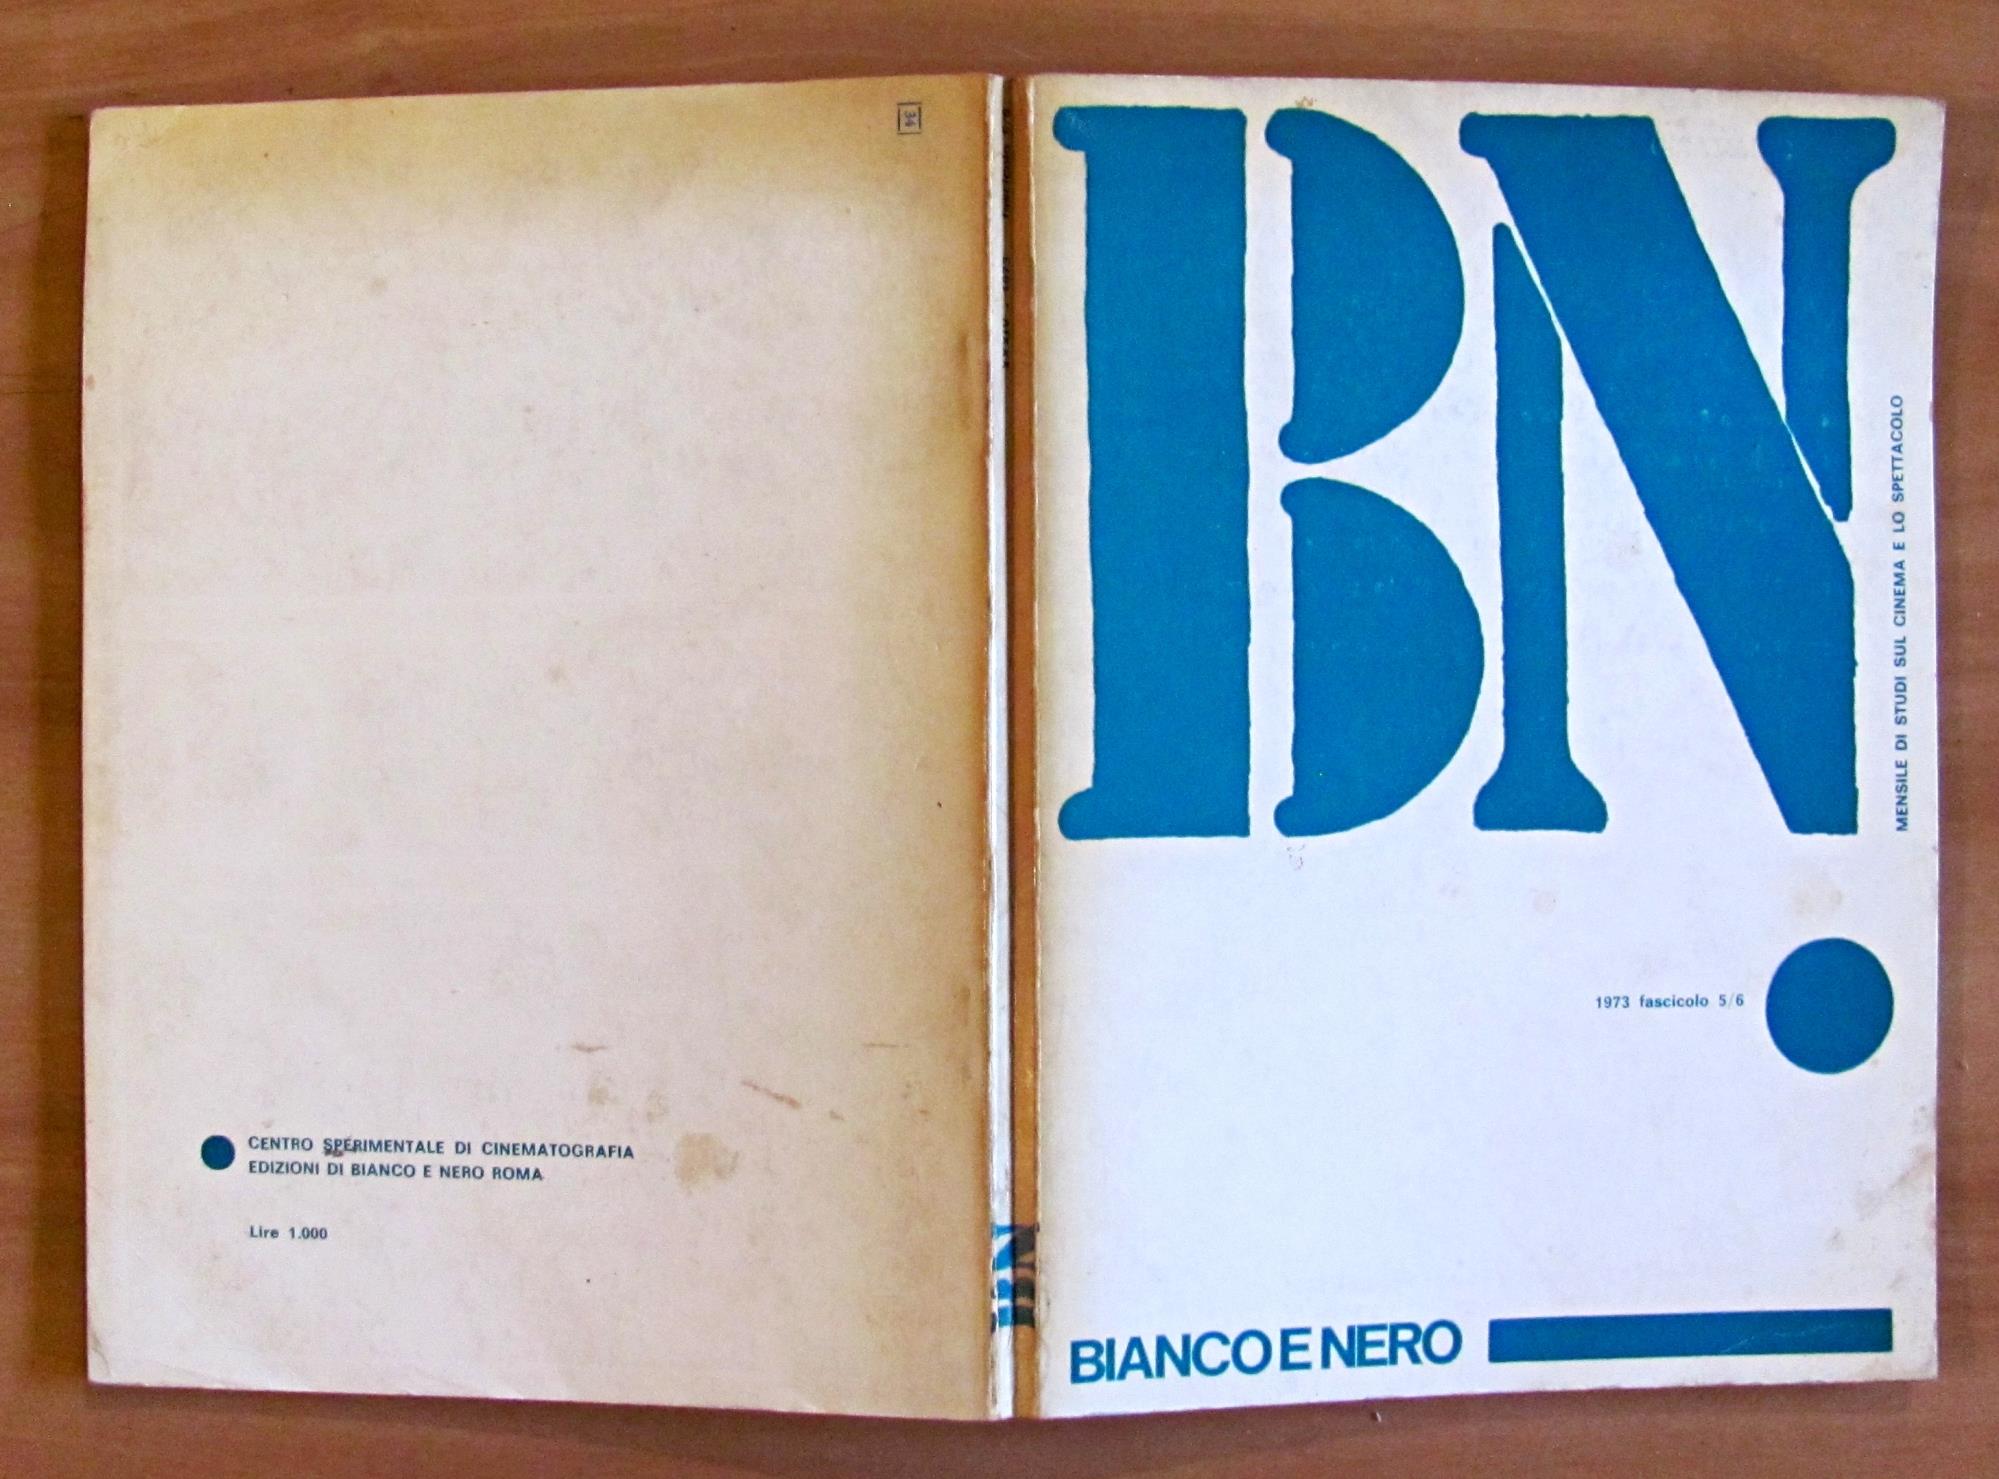 34
CENTRO SPERIMENTALE DI CINEMATOGRAFIA
EDIZIONI DI BIANCO E NERO ROMA
Lire 1.000
BN
BN
MENSILE DI STUDI SUL CINEMA E LO SPETTACOLO
1973 fascicolo 5/6
BIANCO E NERO